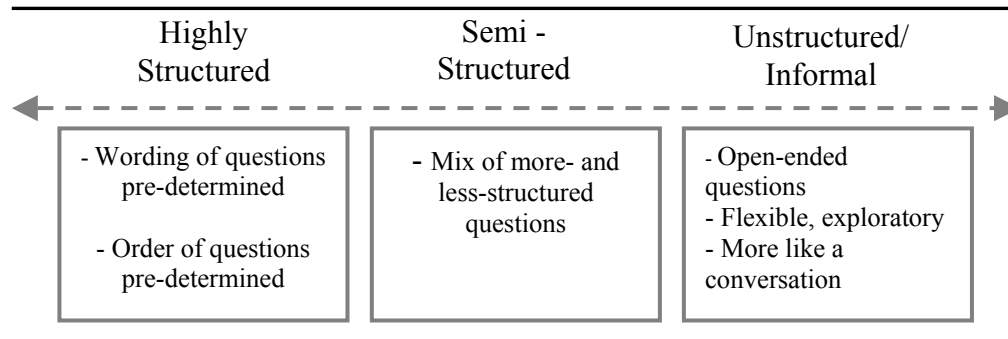 Highly
Structured
Semi -
Structured
Unstructured/
Informal
- Wording of questions
pre-determined
- Order of questions
pre-determined
- Mix of more- and
less-structured
questions
- Open-ended
questions
- Flexible, exploratory
- More like a
conversation